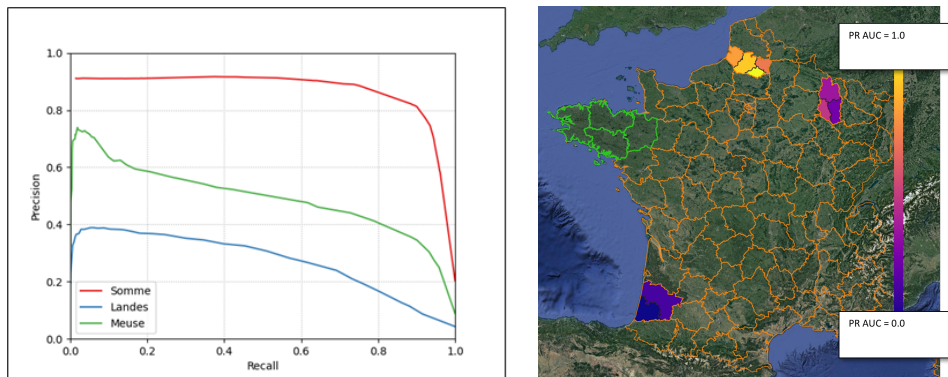 1.0
0.8
0.6
0.4
0.2
0.0
Precision
Somme
Landes
Meuse
0.0 0.2 0.4 0.6 0.8 1.0
Recall
PR AUC = 1.0
PR AUC = 0.0